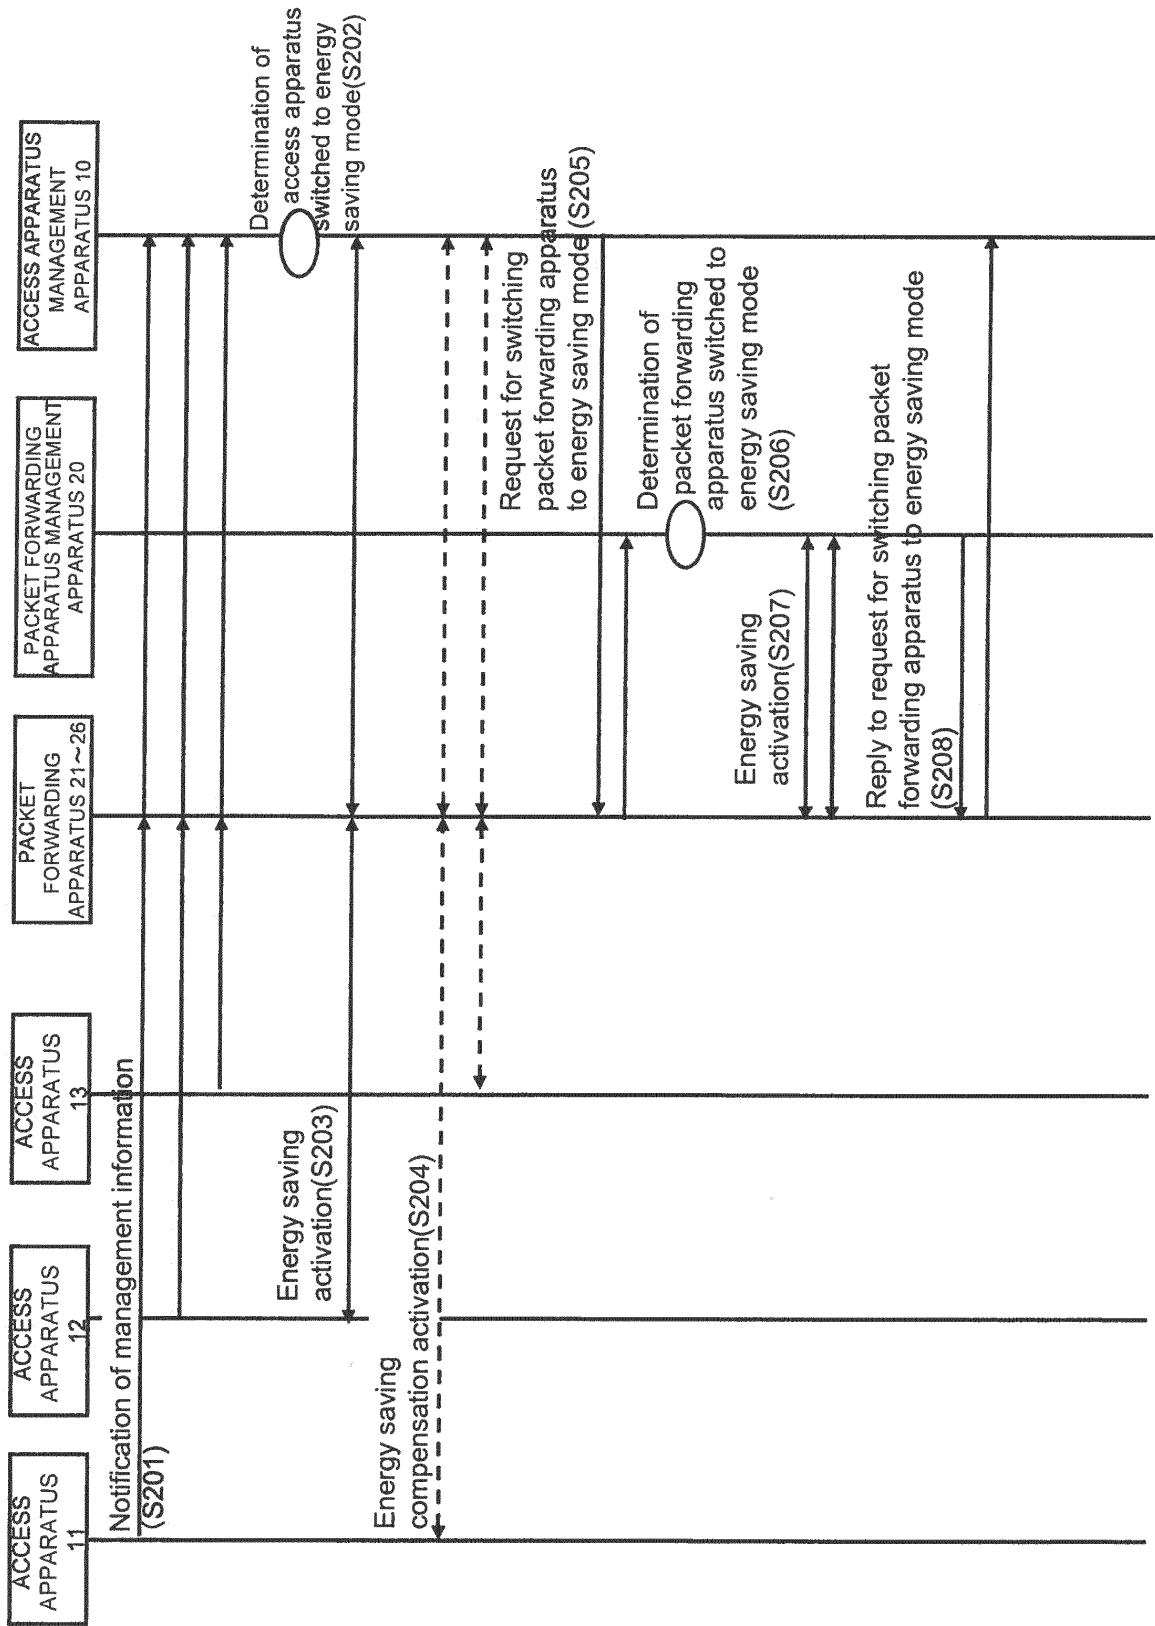 ACCESS
APPARATUS
11
ACCESS
APPARATUS
12
ACCESS
APPARATUS
13
PACKET
FORWARDING
APPARATUS 21~26
PACKET FORWARDING
APPARATUS MANAGEMENT
APPARATUS 20
ACCESS APPARATUS
MANAGEMENT
APPARATUS 10
Notification of management information
(S201)
Determination of
access apparatus
switched to energy
saving mode(S202)
Energy saving
activation(S203)
Energy saving
compensation activation(S204)
Request for switching
packet forwarding apparatus
to energy saving mode (S205)
Determination of
packet forwarding
apparatus switched to
energy saving mode
(S206)
Energy saving
activation(S207)
Reply to request for switching packet
forwarding apparatus to energy saving mode
(S208)